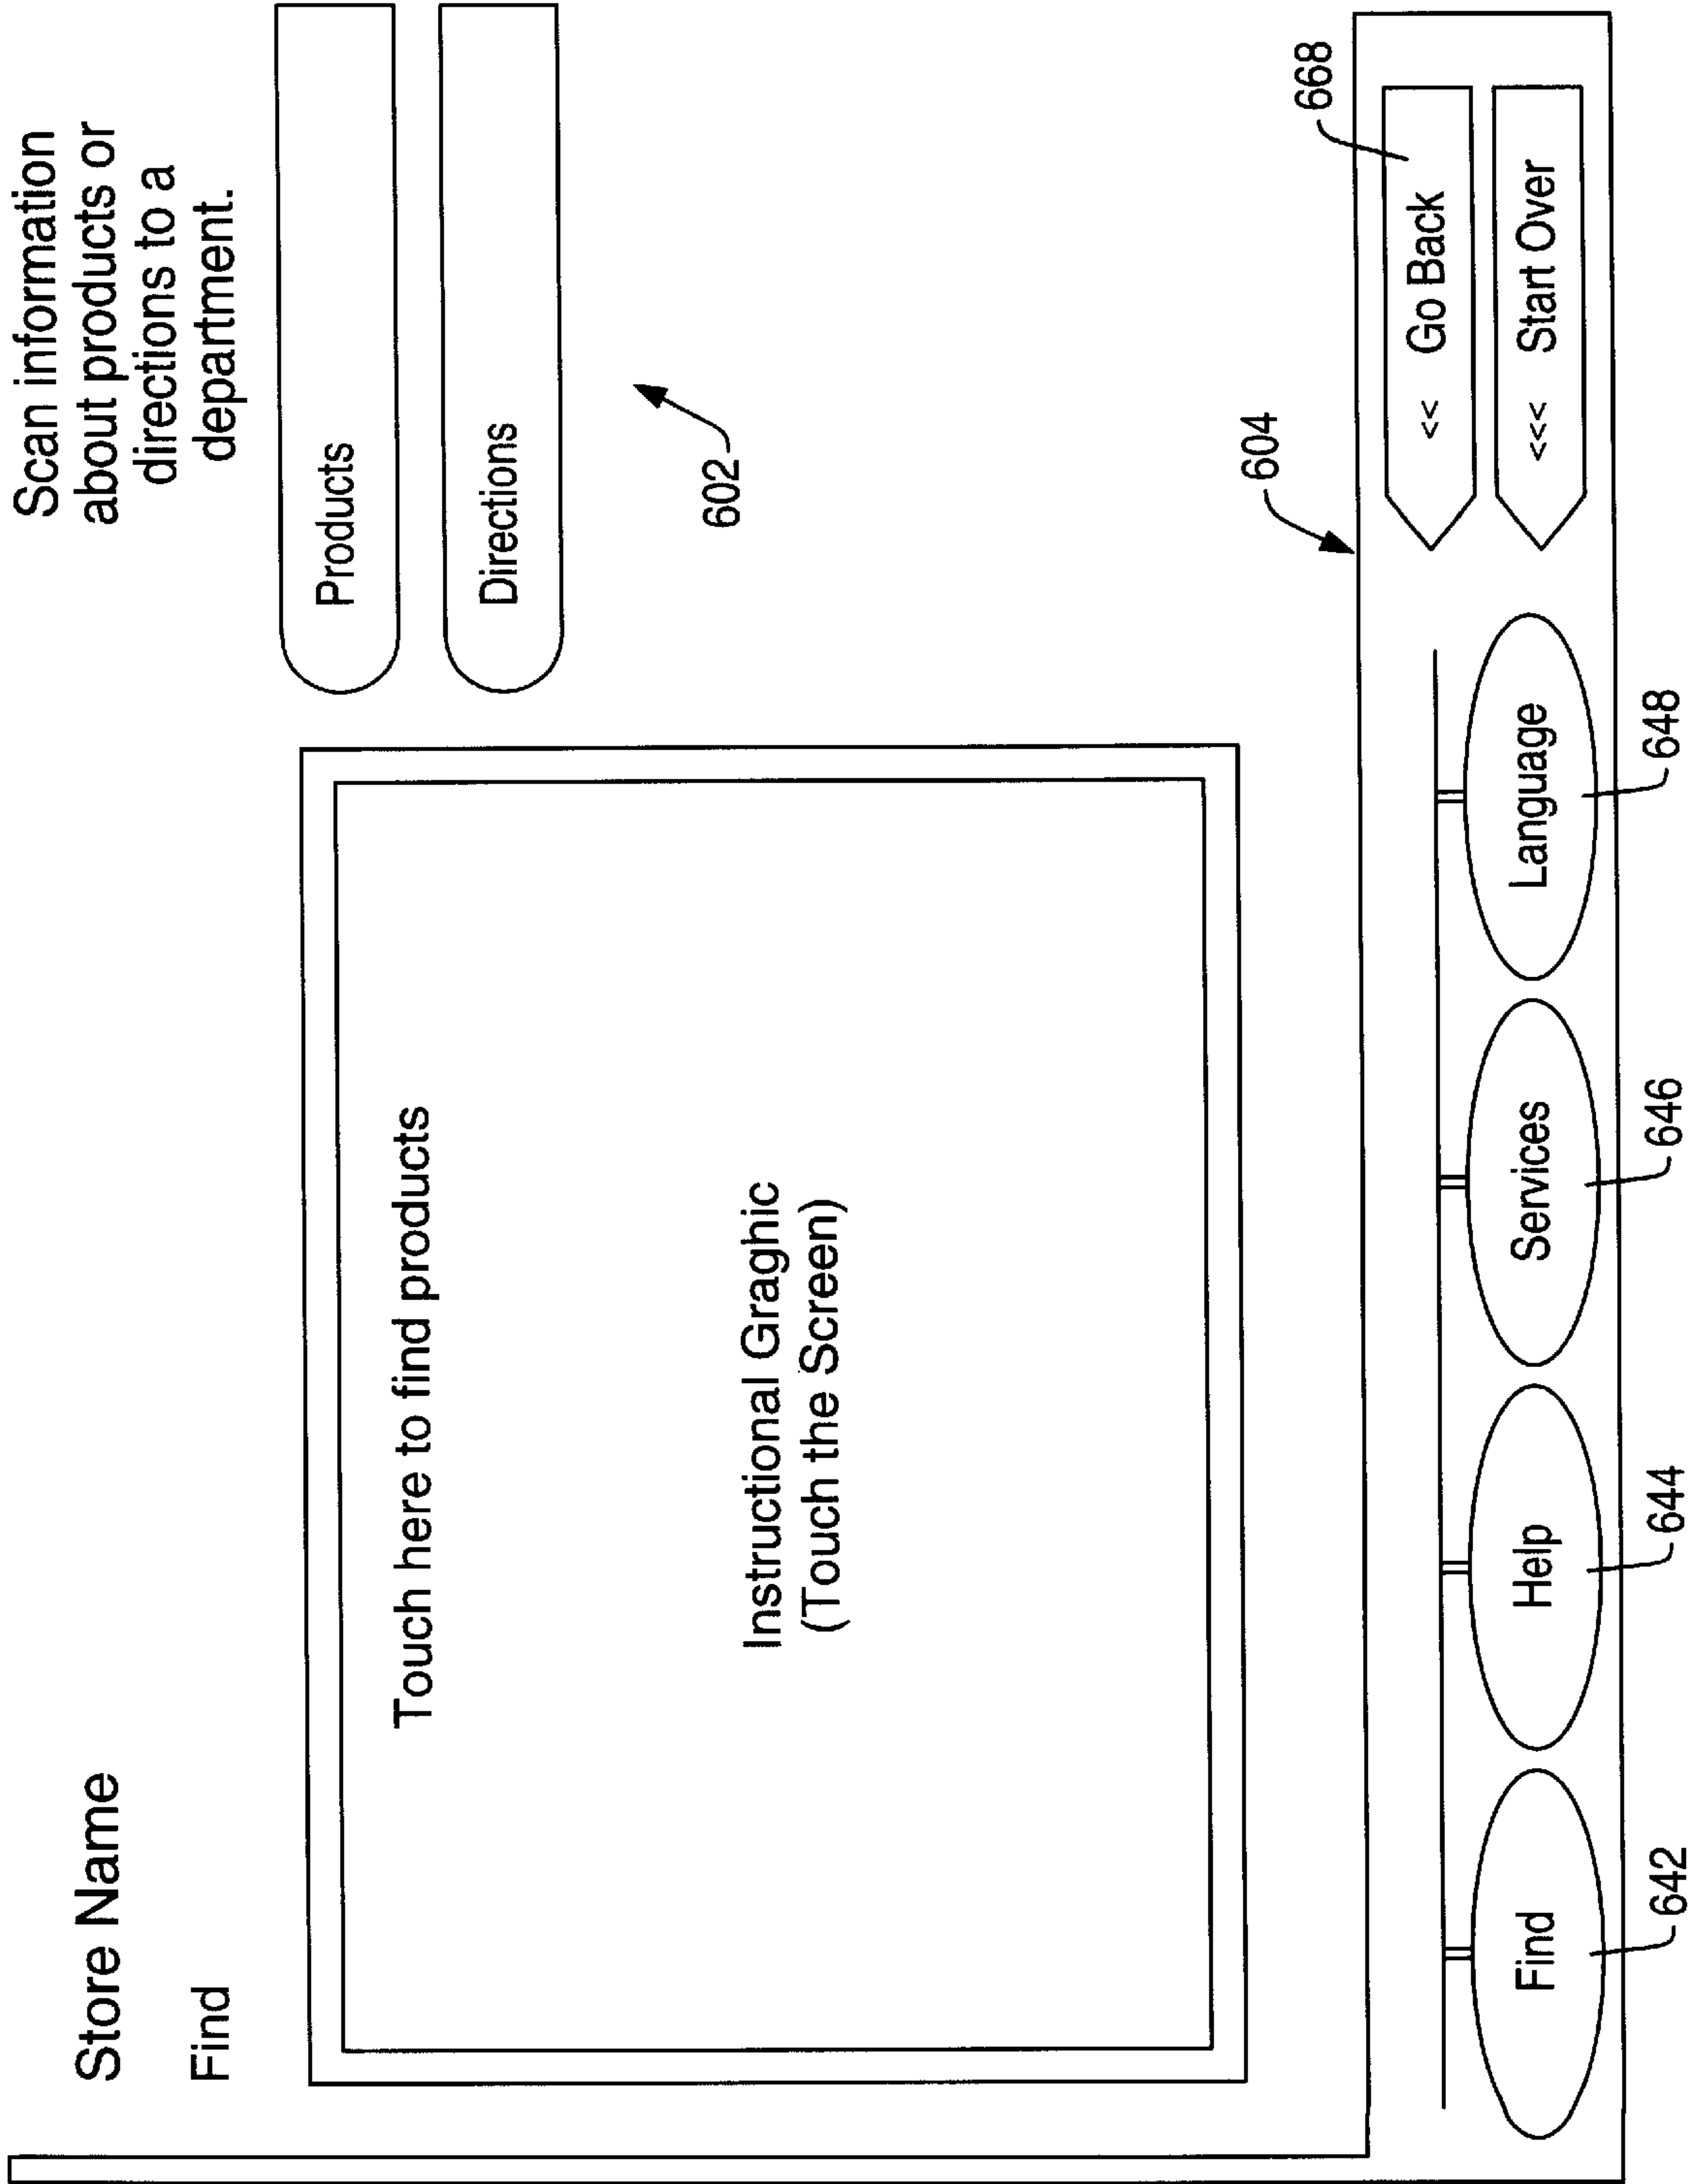 Store Name
Find
Scan information
about products or
directions to a
department.
Products
Directions
602
Touch here to find products
Instructional Graghic
(Touch the Screen)
604
668
<< Go Back
<<< Start Over
Find
Help
Services
Language
642
644
646
648